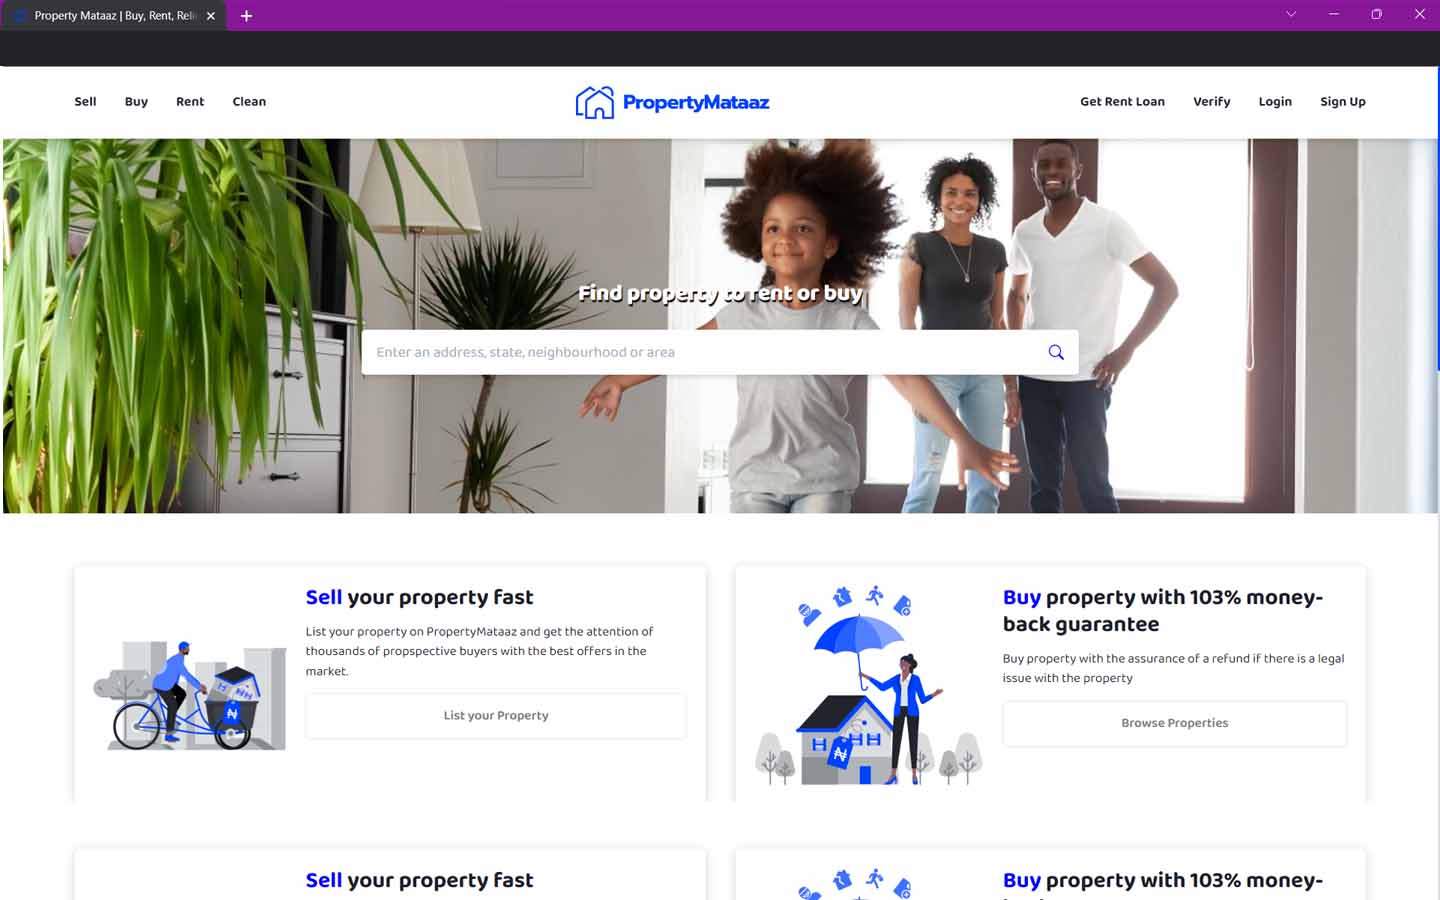 Property Mataaz | Buy, Rent, Reli
Sell Buy Rent Clean
PropertyMataaz
Get Rent Loan Verify Login Sign Up
Find property to rent or buy
Enter an address, state, neighbourhood or area
Sell your property fast
List your property on PropertyMataaz and get the attention of
thousands of propspective buyers with the best offers in the
market.
List your Property
Buy property with 103% money-
back guarantee
Buy property with the assurance of a refund if there is a legal
issue with the property
Browse Properties
Sell your property fast
Buy property with 103% money-